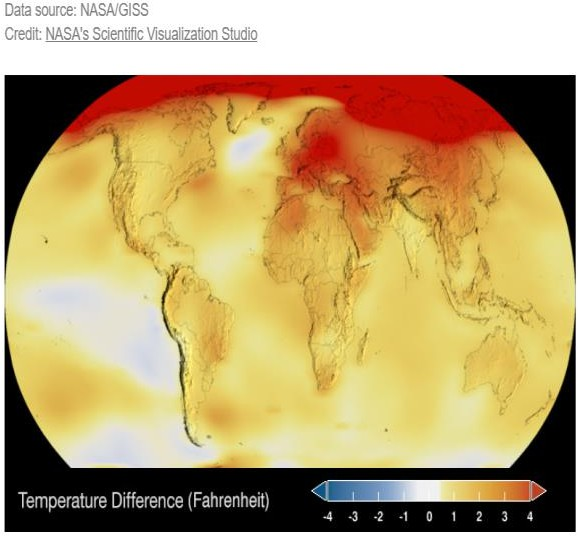 Data source: NASA/GISS
Credit: NASA's Scientific Visualization Studio
Temperature Difference (Fahrenheit)
-4 -3 -2 -1 0 1 2 3 4